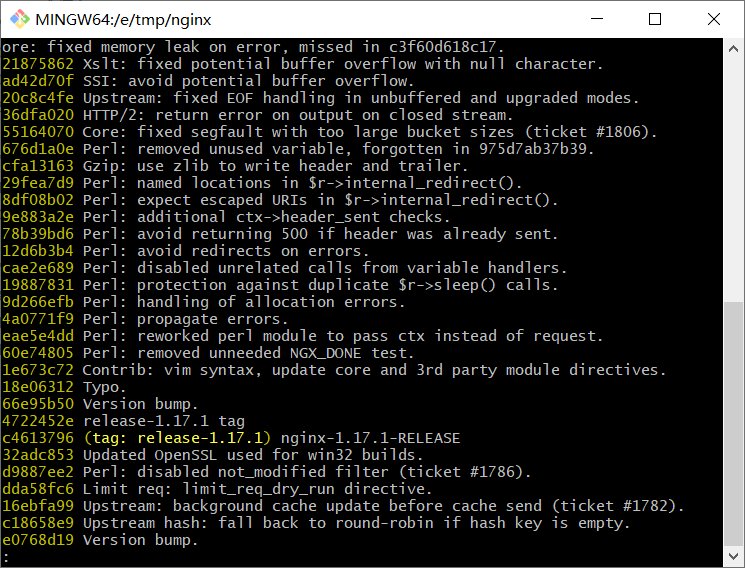 MINGW64:/e/tmp/nginx
ore: fixed memory leak on error, missed in c3f60d618c17.
21875862 Xslt: fixed potential buffer overflow with null character.
ad42d70f SSI: avoid potential buffer overflow.
20c8c4fe Upstream: fixed EOF handling in unbuffered and upgraded modes.
36dfa020 HTTP/2: return error on output on closed stream.
55164070 Core: fixed segfault with too large bucket sizes (ticket #1806).
676d1a0e Perl: removed unused variable, forgotten in 975d7ab37b39.
cfa13163 Gzip: use zlib to write header and trailer.
29fea7d9 Perl: named locations in $r->internal_redirect().
8df08b02 Perl: expect escaped URIs in $r->internal_redirect().
9e883a2e Perl: additional ctx->header_sent checks.
78b39bd6 Perl: avoid returning 500 if header was already sent.
12d6b3b4 Perl: avoid redirects on errors.
cae2e689 Perl: disabled unrelated calls from variable handlers.
19887831 Perl: protection against duplicate $r->sleep() calls.
9d266efb Perl: handling of allocation errors.
4a0771f9 Perl: propagate errors.
eae5e4dd Perl: reworked perl module to pass ctx instead of request.
60e74805 Perl: removed unneeded NGX_DONE test.
1e673c72 Contrib: vim syntax, update core and 3rd party module directives.
18e06312 Typo.
66e95b50 Version bump.
4722452e release-1.17.1 tag
c4613796 (tag: release-1.17.1) nginx-1.17.1-RELEASE
32adc853 Updated OpenSSL used for win32 builds.
d9887ee2 Perl: disabled not_modified filter (ticket #1786).
dda58fc6 Limit req: limit_req_dry_run directive.
16ebfa99 Upstream: background cache update before cache send (ticket #1782).
c18658e9 Upstream hash: fall back to round-robin if hash key is empty.
e0768d19 Version bump.
: